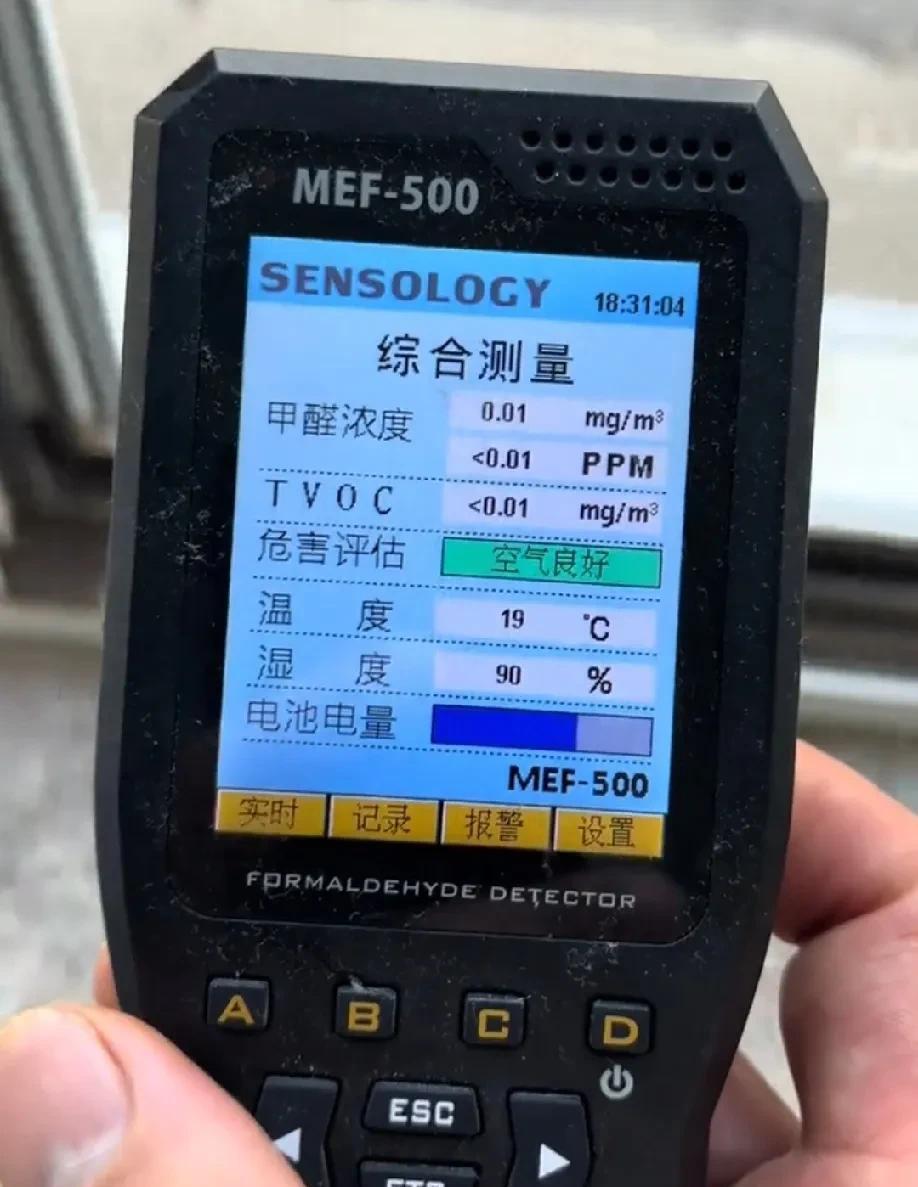 MEF-500
SENSOLOGY 18:31:04
综合测量
甲醛浓度 0.01 mg/m³
<0.01 PPM
TVOC <0.01 mg/m³
危害评估 空气良好
温度 19 ℃
湿度 90 %
电池电量
MEF-500
实时 记录 报警 设置
FORMALDEHYDE DETECTOR
A B C D
ESC